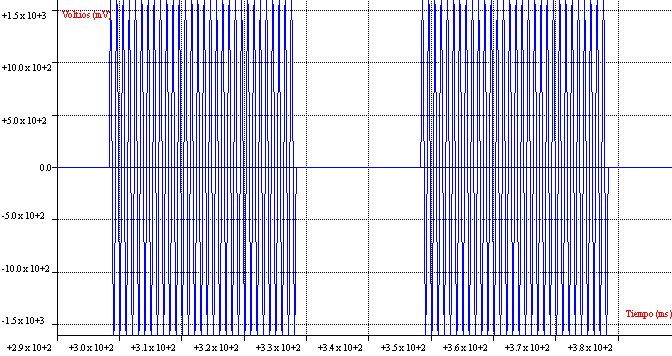 +1.5 x 10+3
Voltios (mV)
+10.0 x 10+2
+5.0 x 10+2
0.0
-5.0 x 10+2
-10.0 x 10+2
-1.5 x 10+3
Tiempo (ms)
+2.9 x 10+2 +3.0 x 10+2 +3.1 x 10+2 +3.2 x 10+2 +3.3 x 10+2 +3.4 x 10+2 +3.5 x 10+2 +3.6 x 10+2 +3.7 x 10+2 +3.8 x 10+2